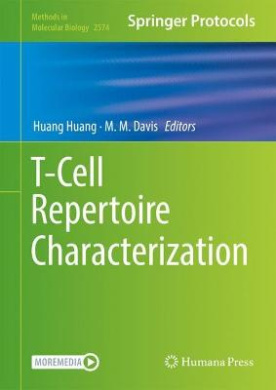 Methods in
Molecular Biology 2574
Springer Protocols
Huang Huang · M. M. Davis Editors
T-Cell
Repertoire
Characterization
MOREMEDIA
Humana Press